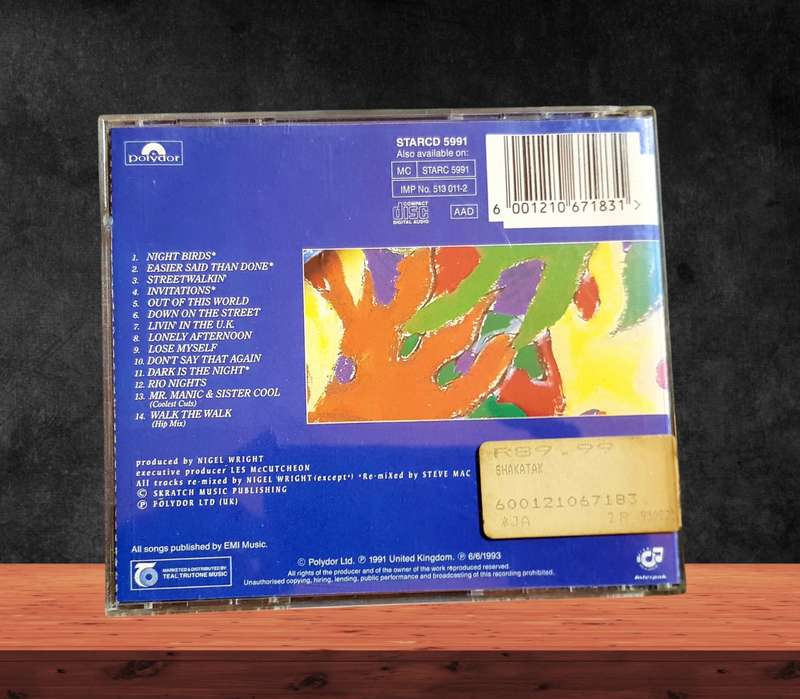 polydor
STARCD 5991
Also available on:
MC STARC 5991
IMP No. 513 011-2
COMPACT
disc
DIGITAL AUDIO
AAD
6 001210 671831 >
1. NIGHT BIRDS*
2. EASIER SAID THAN DONE*
3. STREETWALKIN'
4. INVITATIONS*
5. OUT OF THIS WORLD
6. DOWN ON THE STREET
7. LIVIN' IN THE U.K.
8. LONELY AFTERNOON
9. LOSE MYSELF
10. DON'T SAY THAT AGAIN
11. DARK IS THE NIGHT*
12. RIO NIGHTS
13. MR. MANIC & SISTER COOL
(Coolest Cuts)
14. WALK THE WALK
(Hip Mix)
produced by NIGEL WRIGHT
executive producer LES McCUTCHEON
All tracks re-mixed by NIGEL WRIGHT (except*) *Re-mixed by STEVE MAC
© SKRATCH MUSIC PUBLISHING
℗ POLYDOR LTD (UK)
R89.99
SHAKATAK
600121067183
2P
All songs published by EMI Music.
MARKETED & DISTRIBUTED BY
TEAL TRUTONE MUSIC
© Polydor Ltd. ℗ 1991 United Kingdom. ℗ 6/6/1993
All rights of the producer and of the owner of the work reproduced reserved.
Unauthorised copying, hiring, lending, public performance and broadcasting of this recording prohibited.
interpak